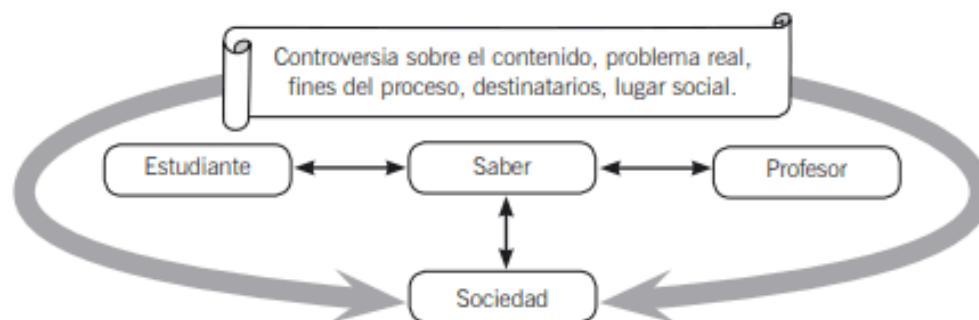 Controversia sobre el contenido, problema real,
fines del proceso, destinatarios, lugar social.
Estudiante
Saber
Profesor
Sociedad